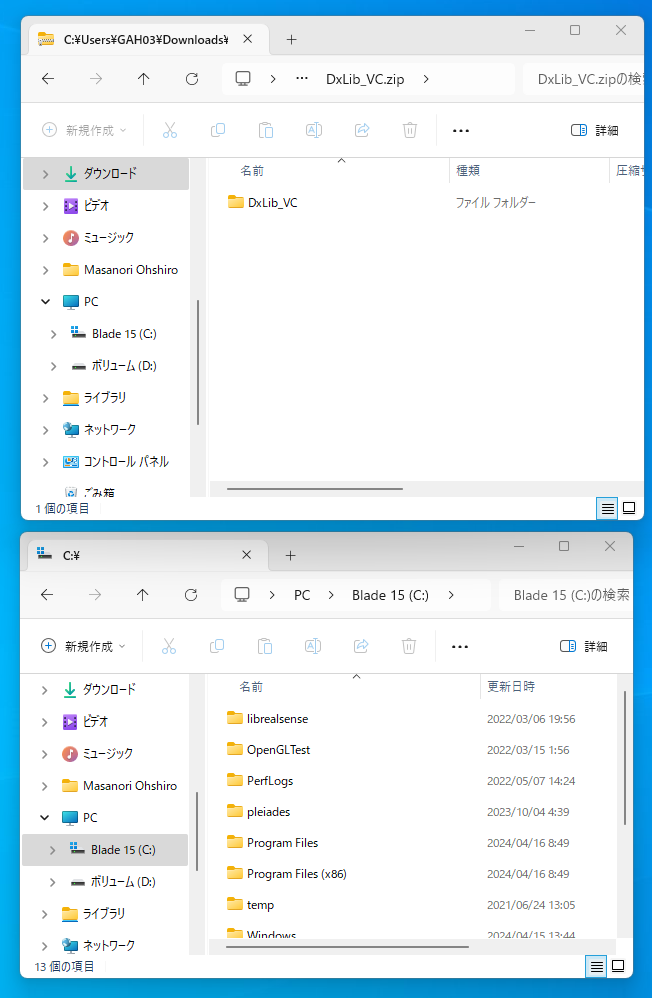 C:¥Users¥GAH03¥Downloads¥
DxLib_VC.zip
DxLib_VC.zipの検索
新規作成
詳細
名前
種類
圧縮
DxLib_VC
ファイル フォルダー
ダウンロード
ビデオ
ミュージック
Masanori Ohshiro
PC
Blade 15 (C:)
ボリューム (D:)
ライブラリ
ネットワーク
コントロール パネル
ごみ箱
1 個の項目
C:¥
PC
Blade 15 (C:)
Blade 15 (C:)の検索
新規作成
詳細
名前
更新日時
ダウンロード
ビデオ
ミュージック
Masanori Ohshiro
PC
Blade 15 (C:)
ボリューム (D:)
ライブラリ
ネットワーク
librealsense 2022/03/06 19:56
OpenGLTest 2022/03/15 1:56
PerfLogs 2022/05/07 14:24
pleiades 2023/10/04 4:39
Program Files 2024/04/16 8:49
Program Files (x86) 2024/04/16 8:49
temp 2021/06/24 13:05
Windows 2024/04/15 13:44
13 個の項目